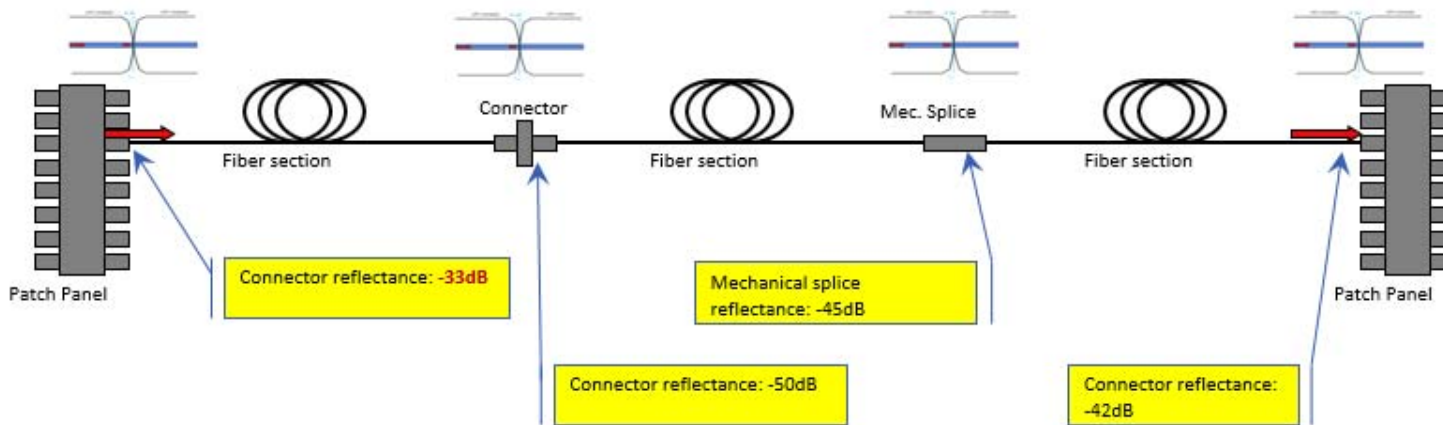 Connector
Mec. Splice
Fiber section
Fiber section
Fiber section
Connector reflectance: -33dB
Mechanical splice
reflectance: -45dB
Patch Panel
Patch Panel
Connector reflectance: -50dB
Connector reflectance:
-42dB